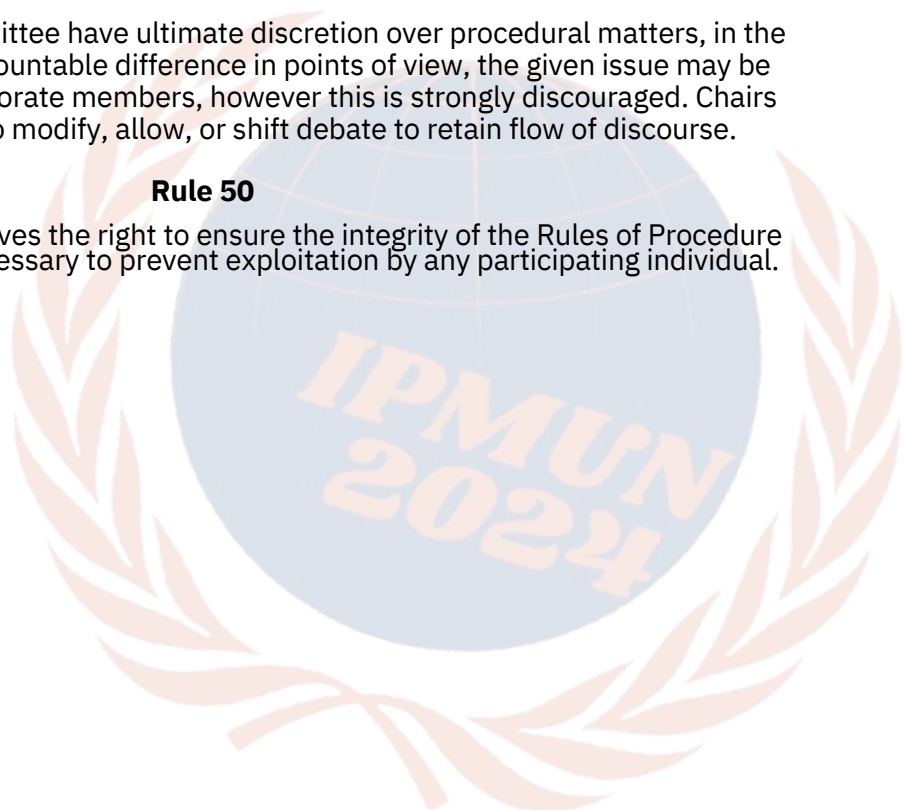 ittee have ultimate discretion over procedural matters, in the
ountable difference in points of view, the given issue may be
orate members, however this is strongly discouraged. Chairs
o modify, allow, or shift debate to retain flow of discourse.
Rule 50
ves the right to ensure the integrity of the Rules of Procedure
essary to prevent exploitation by any participating individual.
IPMUN
2024